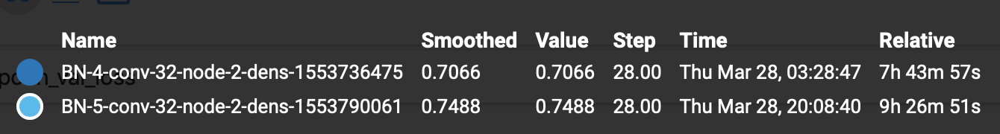 Name Smoothed Value Step Time Relative
BN-4-conv-32-node-2-dens-1553736475 0.7066 0.7066 28.00 Thu Mar 28, 03:28:47 7h 43m 57s
BN-5-conv-32-node-2-dens-1553790061 0.7488 0.7488 28.00 Thu Mar 28, 20:08:40 9h 26m 51s